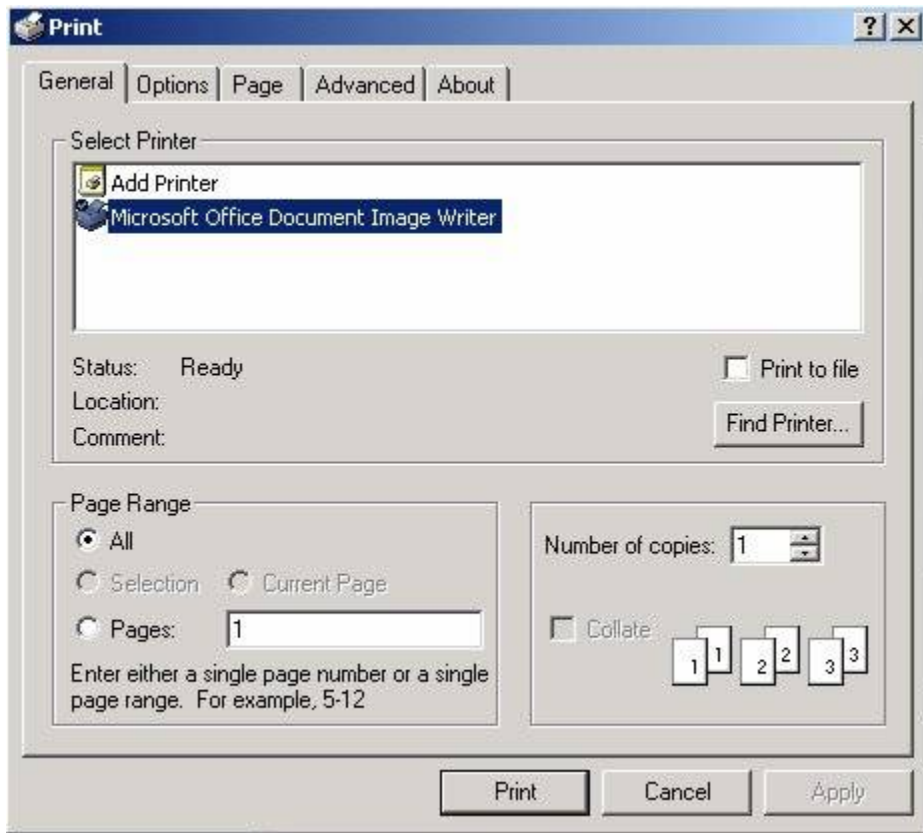 Print
General Options Page Advanced About
Select Printer
Add Printer
Microsoft Office Document Image Writer
Status: Ready
Location:
Comment:
Print to file
Find Printer...
Page Range
All
Selection Current Page
Pages: 1
Enter either a single page number or a single
page range. For example, 5-12
Number of copies: 1
Collate
1 1 2 2 3 3
Print Cancel Apply